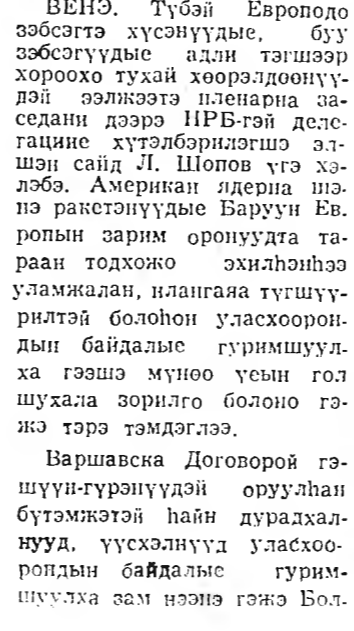 ВЕНЭ. Түбэй Европодо
зэбсэгтэ хүсэнүүдые, буу
зэбсэгүүдые адли тэгшээр
хорохо тухай хөөрэлдөөнүү-
дэй ээлжээтэ пленарна за-
седани дээрэ НРБ-гэй деле-
гациие хүтэлбэрилэгшэ эл-
шэн сайд Л. Шопов үгэ хэ-
лэбэ. Американ ядерна шэ-
нэ ракетэнүүдые Баруун Ев-
ропын зарим оронуудта та-
рааан тодхожо эхилһэнһээ
уламжалан, илангаяа түгшүү-
рилтэй болоһон уласхоорон-
дын байдалые гуримшуул-
ха гээшэ мүнөө үеын гол
шухала зорилго болоно гэ-
жэ тэрэ тэмдэглээ.
Варшавска Договорой гэ-
шүүн-гүрэнүүдэй оруулһан
бүтэмжэтэй һайн дурадхал-
нууд, үүсхэлнүүд уласхоо-
рондын байдалые гурим-
шуулха зам нээнэ гэжэ Бол-